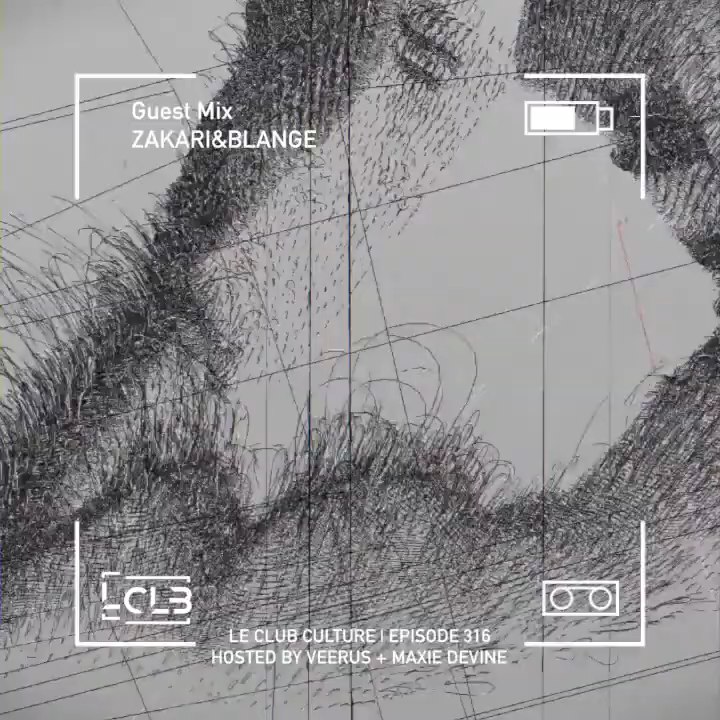 Guest Mix
ZAKARI&BLANGE
LCLB
LE CLUB CULTURE | EPISODE 316
HOSTED BY VEERUS + MAXIE DEVINE